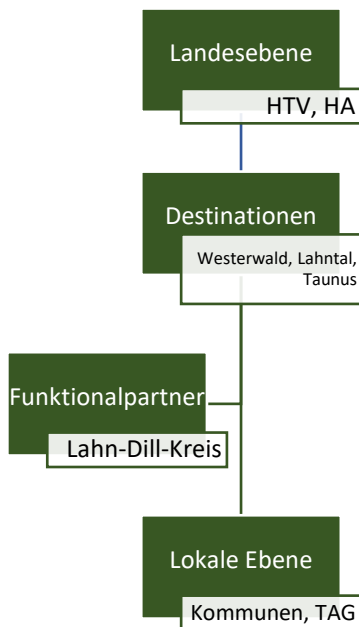 Landesebene
HTV, HA
Destinationen
Westerwald, Lahntal,
Taunus
Funktionalpartner
Lahn-Dill-Kreis
Lokale Ebene
Kommunen, TAG